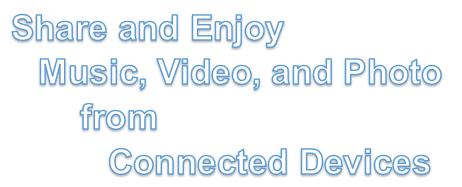 Share and Enjoy
Music, Video, and Photo
from
Connected Devices